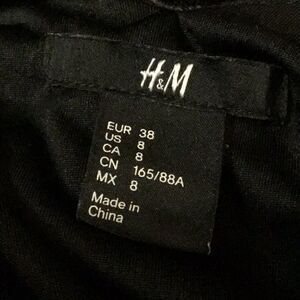 H&M
EUR 38
US 8
CA 8
CN 165/88A
MX 8
Made in
China